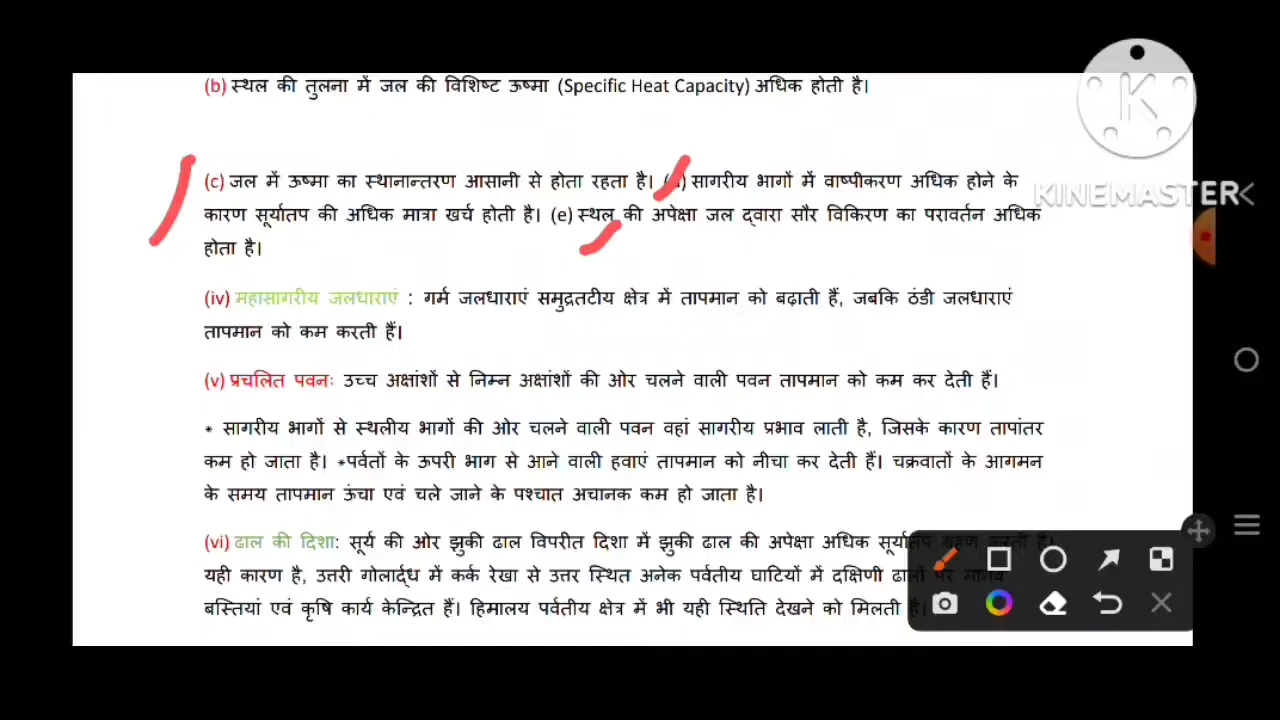 (b) स्थल की तुलना में जल की विशिष्ट ऊष्मा (Specific Heat Capacity) अधिक होती है।
(c) जल में ऊष्मा का स्थानान्तरण आसानी से होता रहता है। सागरीय भागों में वाष्पीकरण अधिक होने के
कारण सूर्यातप की अधिक मात्रा खर्च होती है। (e) स्थल की अपेक्षा जल द्वारा सौर विकिरण का परावर्तन अधिक
होता है।
(iv) महासागरीय जलधाराएं : गर्म जलधाराएं समुद्रतटीय क्षेत्र में तापमान को बढ़ाती हैं, जबकि ठंडी जलधाराएं
तापमान को कम करती हैं।
(v) प्रचलित पवनः उच्च अक्षांशों से निम्न अक्षांशों की ओर चलने वाली पवन तापमान को कम कर देती हैं।
* सागरीय भागों से स्थलीय भागों की ओर चलने वाली पवन वहां सागरीय प्रभाव लाती है, जिसके कारण तापांतर
कम हो जाता है। *पर्वतों के ऊपरी भाग से आने वाली हवाएं तापमान को नीचा कर देती हैं। चक्रवातों के आगमन
के समय तापमान ऊंचा एवं चले जाने के पश्चात अचानक कम हो जाता है।
(vi) ढाल की दिशा: सूर्य की ओर झुकी ढाल विपरीत दिशा में झुकी ढाल की अपेक्षा अधिक सूर्यातप ग्रहण करती है।
यही कारण है, उत्तरी गोलार्द्ध में कर्क रेखा से उत्तर स्थित अनेक पर्वतीय घाटियों में दक्षिणी ढालों पर मानव
बस्तियां एवं कृषि कार्य केन्द्रित हैं। हिमालय पर्वतीय क्षेत्र में भी यही स्थिति देखने को मिलती है।
K
KINEMASTER